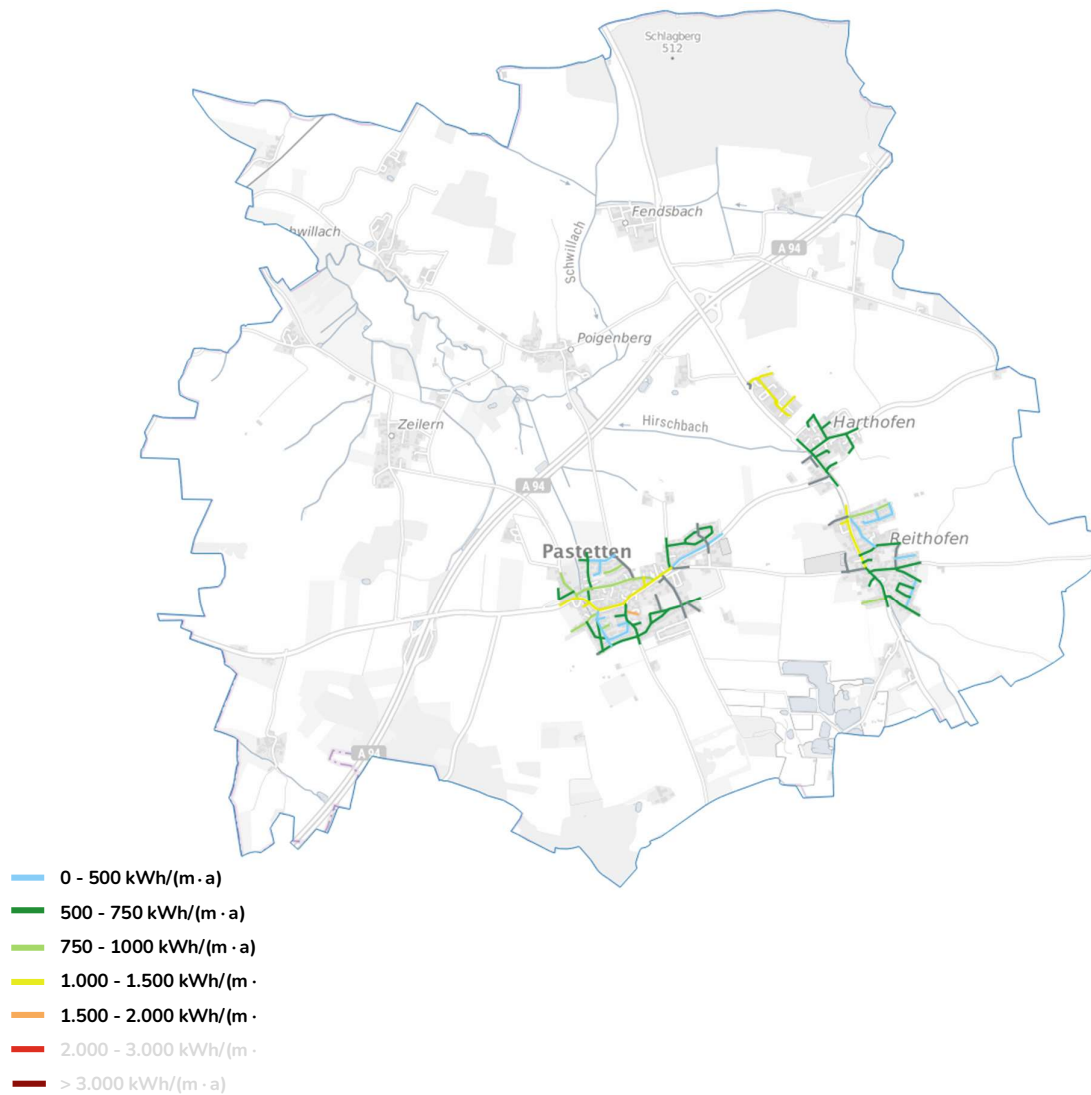 Schlagberg
512
Fendsbach
hwillach
Schwillach
A 94
Poigenberg
Hirschbach
Harthofen
Zeilern
A 94
Reithofen
Pastetten
A 94
0 - 500 kWh/(m · a)
500 - 750 kWh/(m · a)
750 - 1000 kWh/(m · a)
1.000 - 1.500 kWh/(m ·
1.500 - 2.000 kWh/(m ·
2.000 - 3.000 kWh/(m ·
> 3.000 kWh/(m · a)